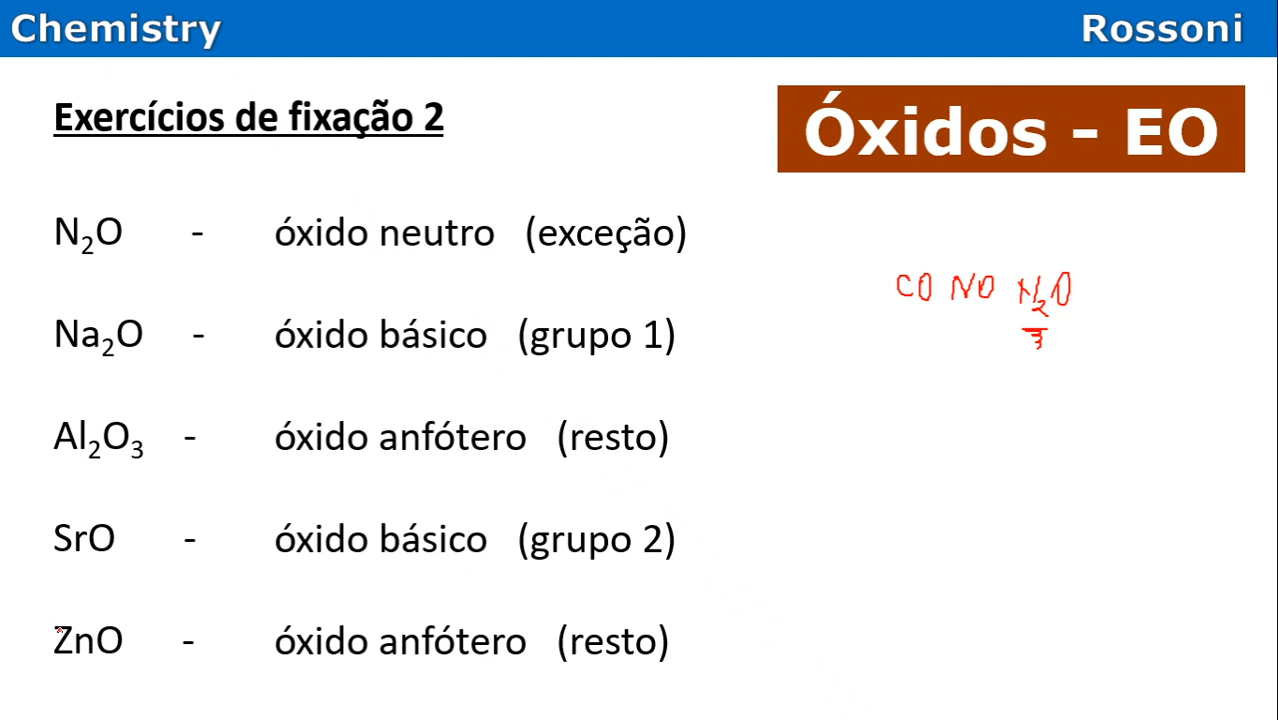 Chemistry Rossoni
Exercícios de fixação 2
Óxidos - EO
N₂O - óxido neutro (exceção)
CO NO N₂O
Na₂O - óxido básico (grupo 1)
Al₂O₃ - óxido anfótero (resto)
SrO - óxido básico (grupo 2)
ZnO - óxido anfótero (resto)